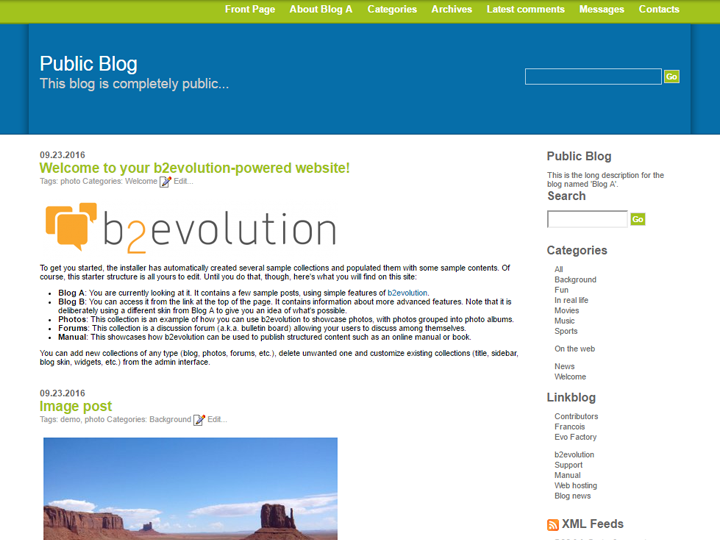 Front Page About Blog A Categories Archives Latest comments Messages Contacts
Public Blog
This blog is completely public...
Go
09.23.2016
Welcome to your b2evolution-powered website!
Tags: photo Categories: Welcome Edit...
b2evolution
To get you started, the installer has automatically created several sample collections and populated them with some sample contents. Of
course, this starter structure is all yours to edit. Until you do that, though, here's what you will find on this site:
• Blog A: You are currently looking at it. It contains a few sample posts, using simple features of b2evolution.
• Blog B: You can access it from the link at the top of the page. It contains information about more advanced features. Note that it is
deliberately using a different skin from Blog A to give you an idea of what's possible.
• Photos: This collection is an example of how you can use b2evolution to showcase photos, with photos grouped into photo albums.
• Forums: This collection is a discussion forum (a.k.a. bulletin board) allowing your users to discuss among themselves.
• Manual: This showcases how b2evolution can be used to publish structured content such as an online manual or book.
You can add new collections of any type (blog, photos, forums, etc.), delete unwanted one and customize existing collections (title, sidebar,
blog skin, widgets, etc.) from the admin interface.
09.23.2016
Image post
Tags: demo, photo Categories: Background Edit...
Public Blog
This is the long description for the
blog named 'Blog A'.
Search
Go
Categories
All
Background
Fun
In real life
Movies
Music
Sports
On the web
News
Welcome
Linkblog
Contributors
Francois
Evo Factory
b2evolution
Support
Manual
Web hosting
Blog news
XML Feeds